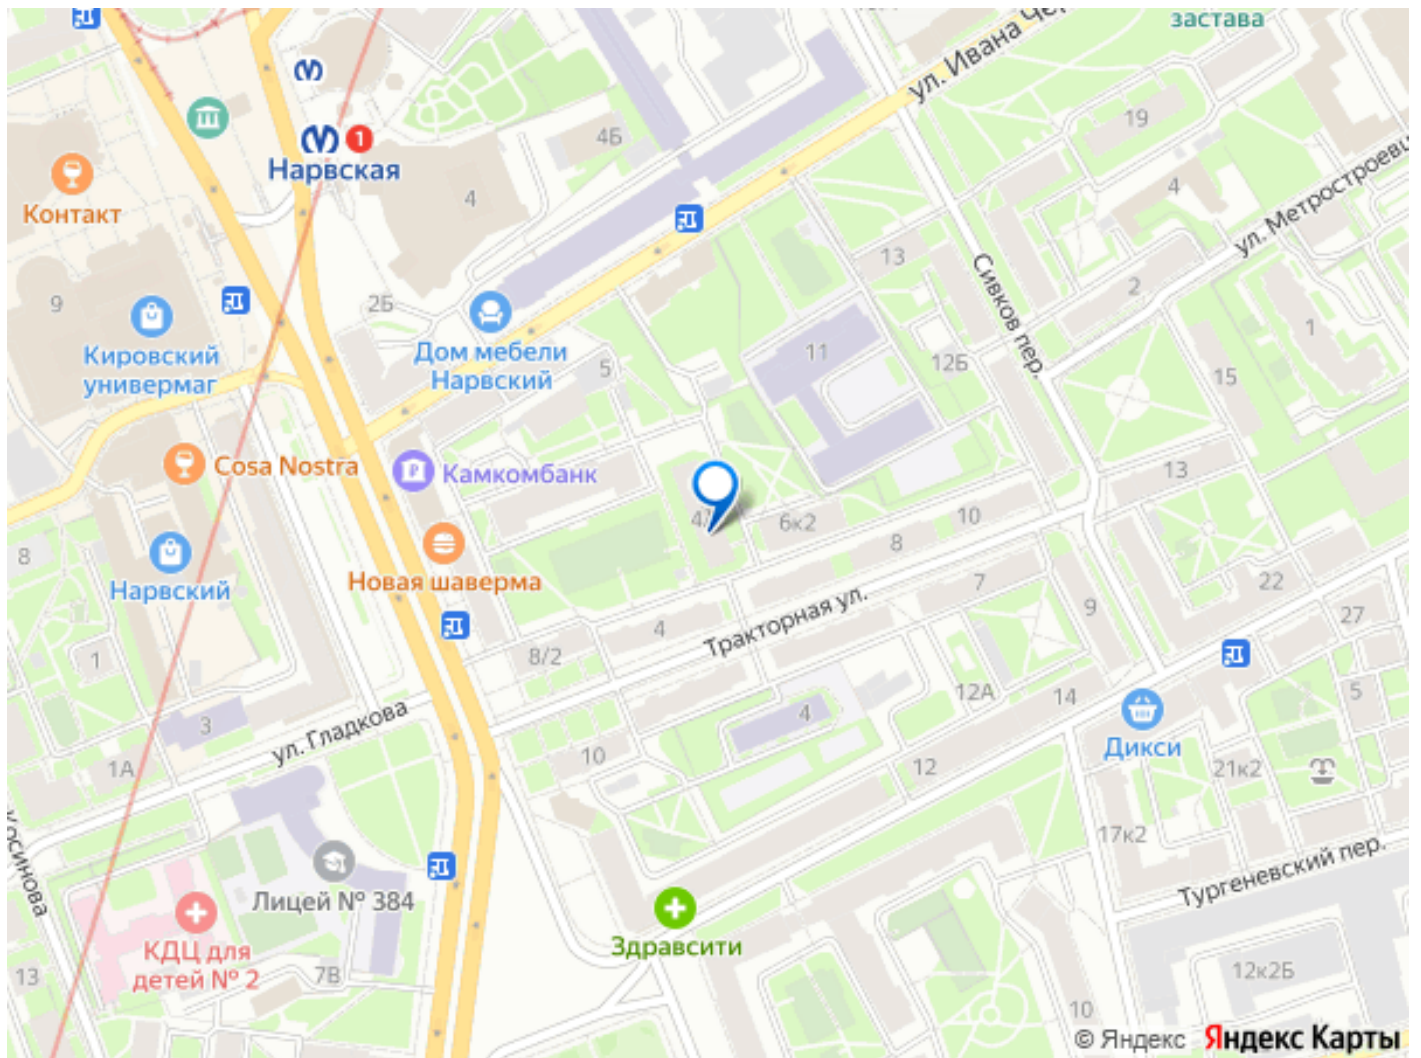 застава
ул. Ивана Чер
19
4Б
1
Нарвская
Контакт
4
4
ул. Метростроевц
13
Сивков пер.
2
9
2Б
1
Дом мебели
Нарвский
Кировский
универмаг
5
11
12Б
15
Cosa Nostra
Камкомбанк
13
4
6к2
10
8
8
Новая шаверма
Нарвский
7
22
9
27
Тракторная ул.
4
8/2
1
12А
14
5
ул. Гладкова
3
4
Дикси
10
12
1А
21к2
17к2
Косинова
Тургеневский пер.
Лицей № 384
Здравсити
КДЦ для
детей № 2
13
7В
12к2Б
10
© Яндекс Яндекс Карты